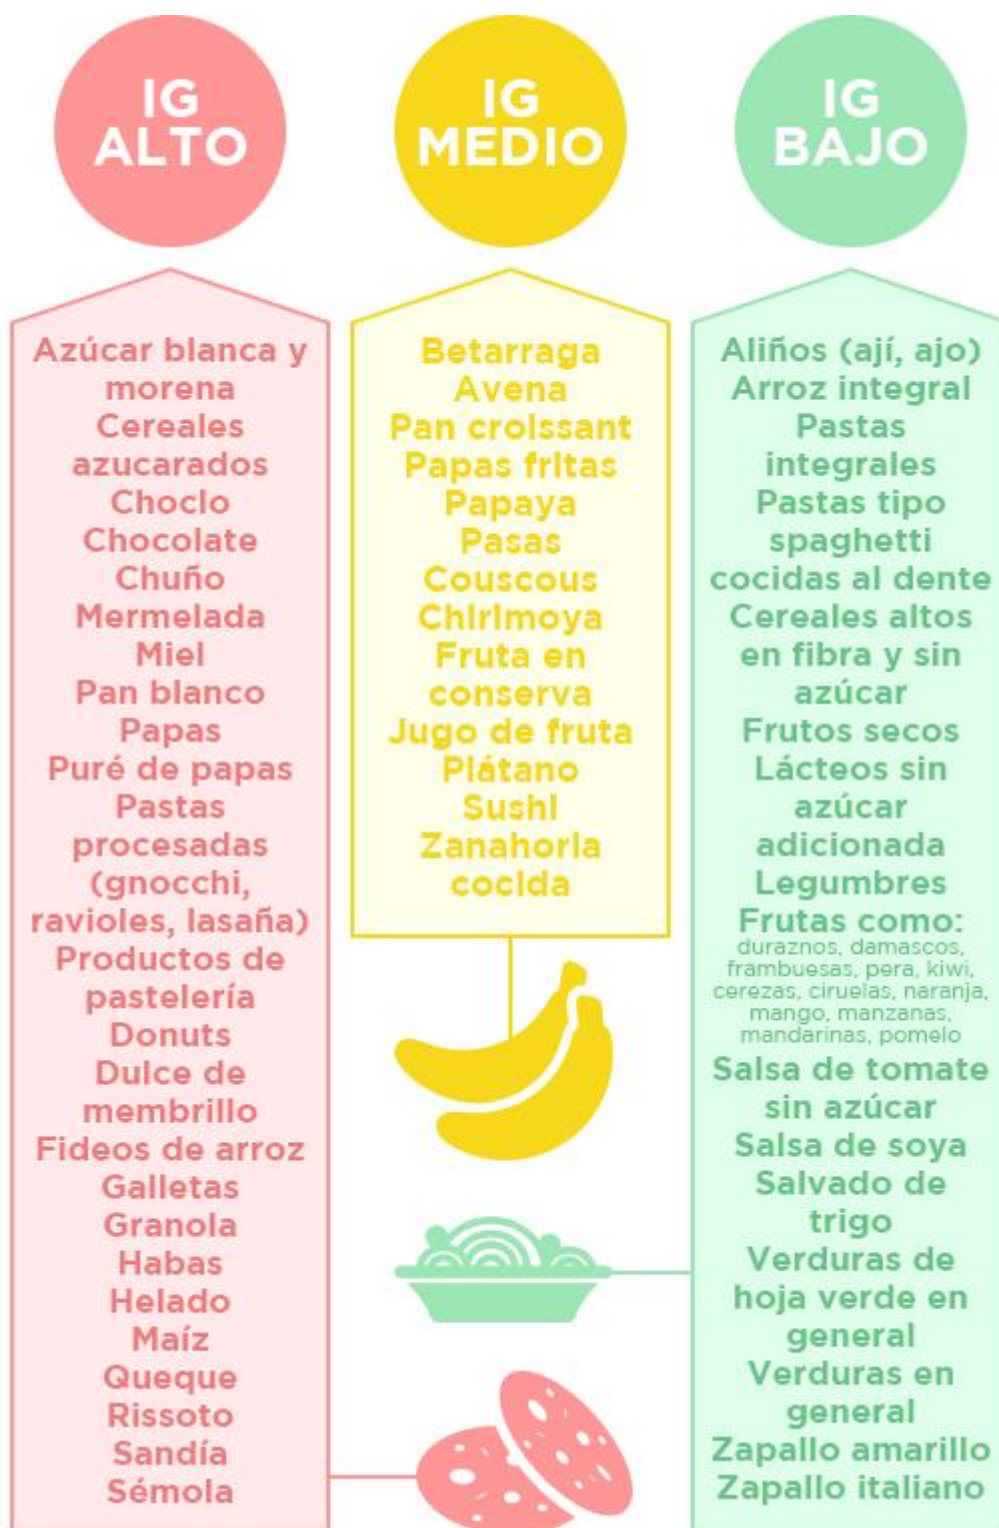 IG
ALTO
Azúcar blanca y
morena
Cereales
azucarados
Choclo
Chocolate
Chuño
Mermelada
Miel
Pan blanco
Papas
Puré de papas
Pastas
procesadas
(gnocchi,
ravioles, lasaña)
Productos de
pastelería
Donuts
Dulce de
membrillo
Fideos de arroz
Galletas
Granola
Habas
Helado
Maíz
Queque
Rissoto
Sandía
Sémola
IG
MEDIO
Betarraga
Avena
Pan croissant
Papas fritas
Papaya
Pasas
Couscous
Chirimoya
Fruta en
conserva
Jugo de fruta
Plátano
Sushi
Zanahoria
cocida
IG
BAJO
Aliños (ají, ajo)
Arroz integral
Pastas
integrales
Pastas tipo
spaghetti
cocidas al dente
Cereales altos
en fibra y sin
azúcar
Frutos secos
Lácteos sin
azúcar
adicionada
Legumbres
Frutas como:
duraznos, damascos,
frambuesas, pera, kiwi,
cerezas, ciruelas, naranja,
mango, manzanas,
mandarinas, pomelo
Salsa de tomate
sin azúcar
Salsa de soya
Salvado de
trigo
Verduras de
hoja verde en
general
Verduras en
general
Zapallo amarillo
Zapallo italiano